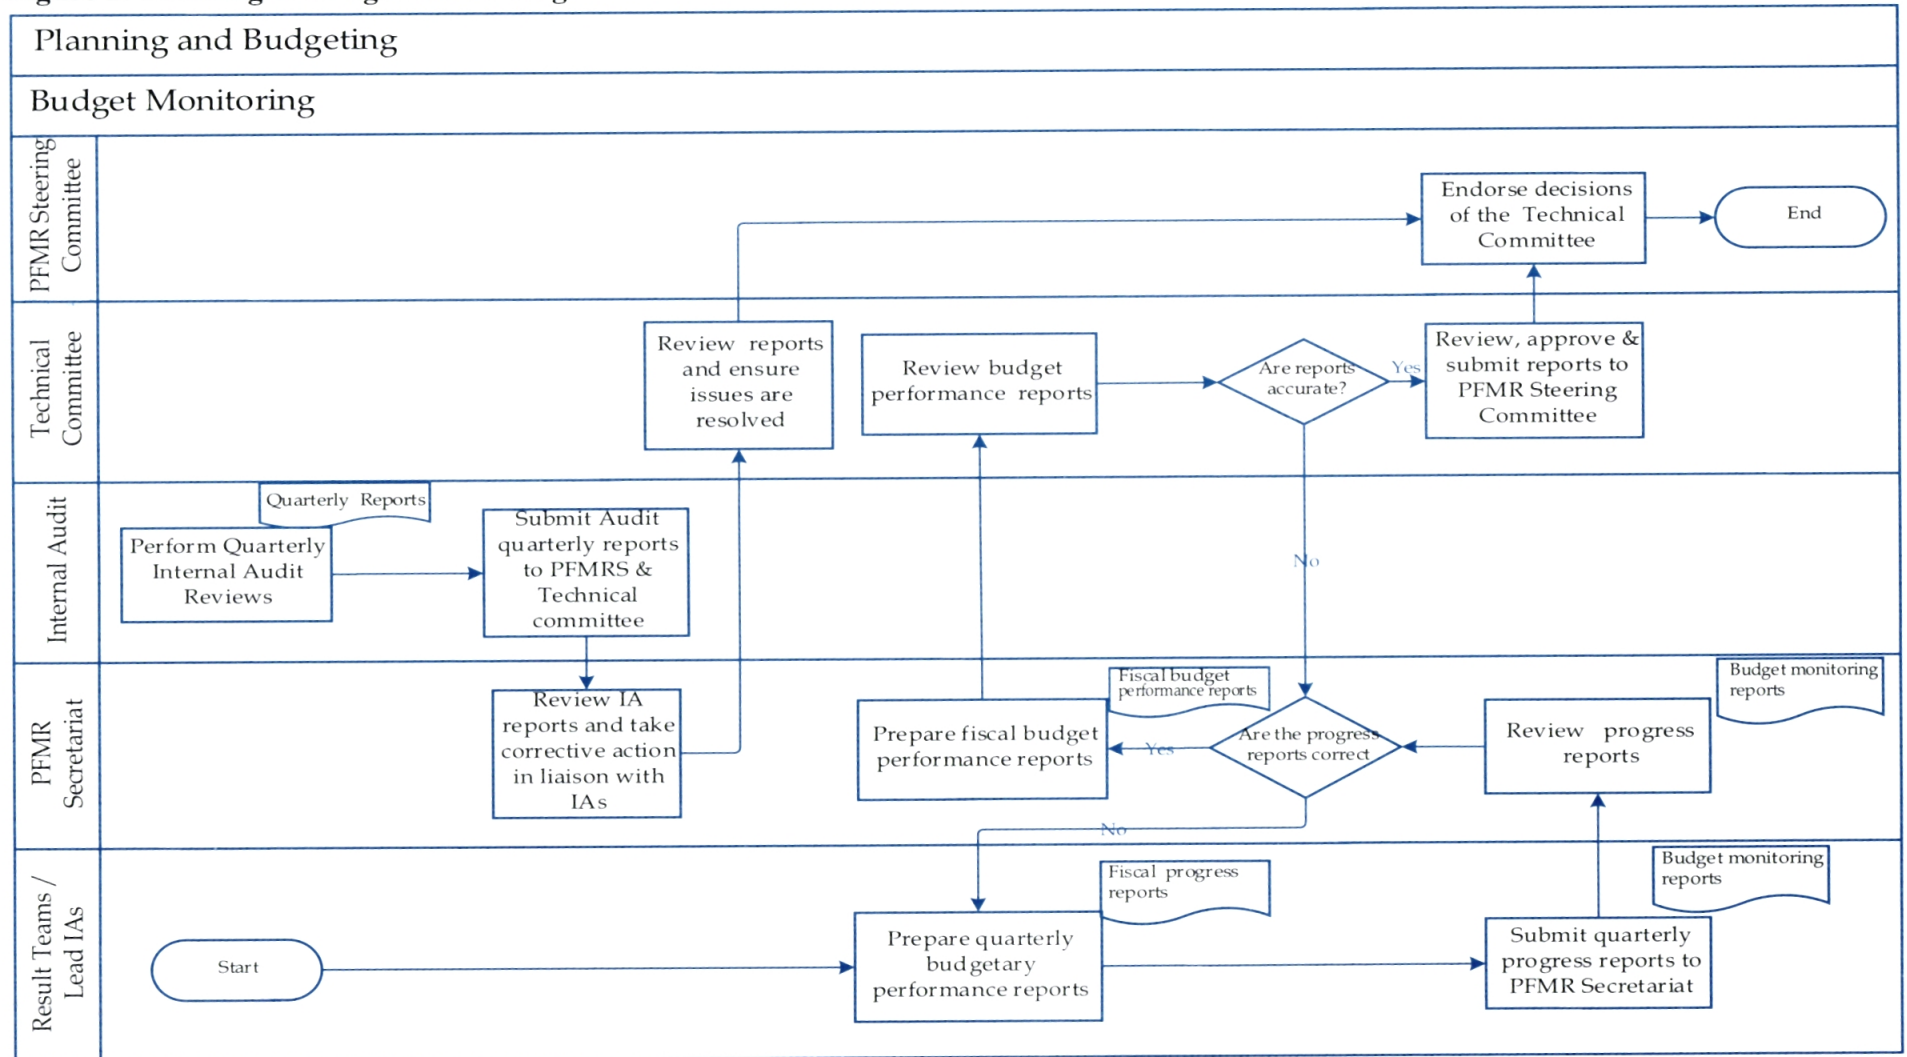 Planning and Budgeting
Budget Monitoring
PFMR Steering
Committee
Endorse decisions
of the Technical
Committee
End
Technical
Committee
Review reports
and ensure
issues are
resolved
Review budget
performance reports
Are reports
accurate?
Yes
Review, approve &
submit reports to
PFMR Steering
Committee
Internal Audit
Quarterly Reports
Perform Quarterly
Internal Audit
Reviews
Submit Audit
quarterly reports
to PFMRS &
Technical
committee
No
PFMR
Secretariat
Review IA
reports and take
corrective action
in liaison with
IAs
Prepare fiscal budget
performance reports
Fiscal budget
performance reports
Yes
Are the progress
reports correct
Review progress
reports
Budget monitoring
reports
No
Result Teams /
Lead IAs
Start
Prepare quarterly
budgetary
performance reports
Fiscal progress
reports
Submit quarterly
progress reports to
PFMR Secretariat
Budget monitoring
reports